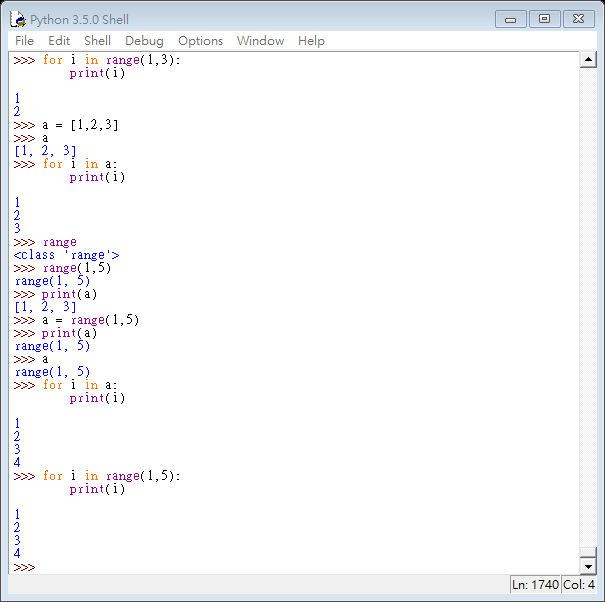 Python 3.5.0 Shell
File Edit Shell Debug Options Window Help
>>> for i in range(1,3):
        print(i)
1
2
>>> a = [1,2,3]
>>> a
[1, 2, 3]
>>> for i in a:
        print(i)
1
2
3
>>> range
<class 'range'>
>>> range(1,5)
range(1, 5)
>>> print(a)
[1, 2, 3]
>>> a = range(1,5)
>>> print(a)
range(1, 5)
>>> a
range(1, 5)
>>> for i in a:
        print(i)
1
2
3
4
>>> for i in range(1,5):
        print(i)
1
2
3
4
>>>
Ln: 1740 Col: 4